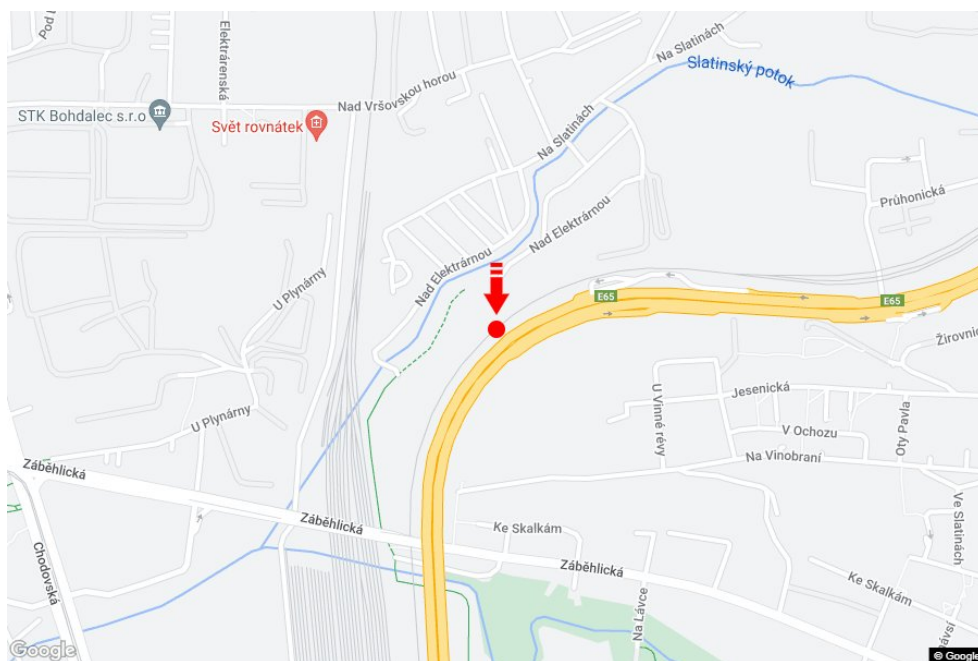 Pod
Elektrárenská
Na Slatinách
Slatinský potok
Nad Vršovskou horou
STK Bohdalec s.r.o
Svět rovnátek
Na Slatinách
Průhonická
Nad Elektrárnou
Nad Elektrárnou
U Plynárny
E65
E65
Žirovnic
Jesenická
U Vinné révy
Oty Pavla
U Plynárny
V Ochozu
Na Vinobraní
Záběhlická
Ve Slatinách
Záběhlická
Ke Skalkám
Chodovská
Záběhlická
Ke Skalkám
Na Lávce
ávsí
Google
© Google